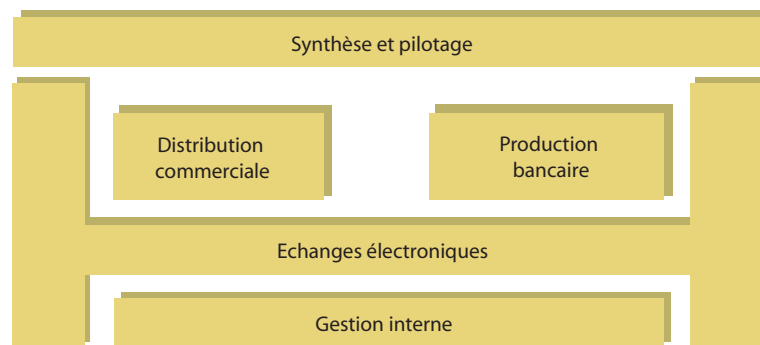 Synthèse et pilotage
Distribution
commerciale
Production
bancaire
Echanges électroniques
Gestion interne